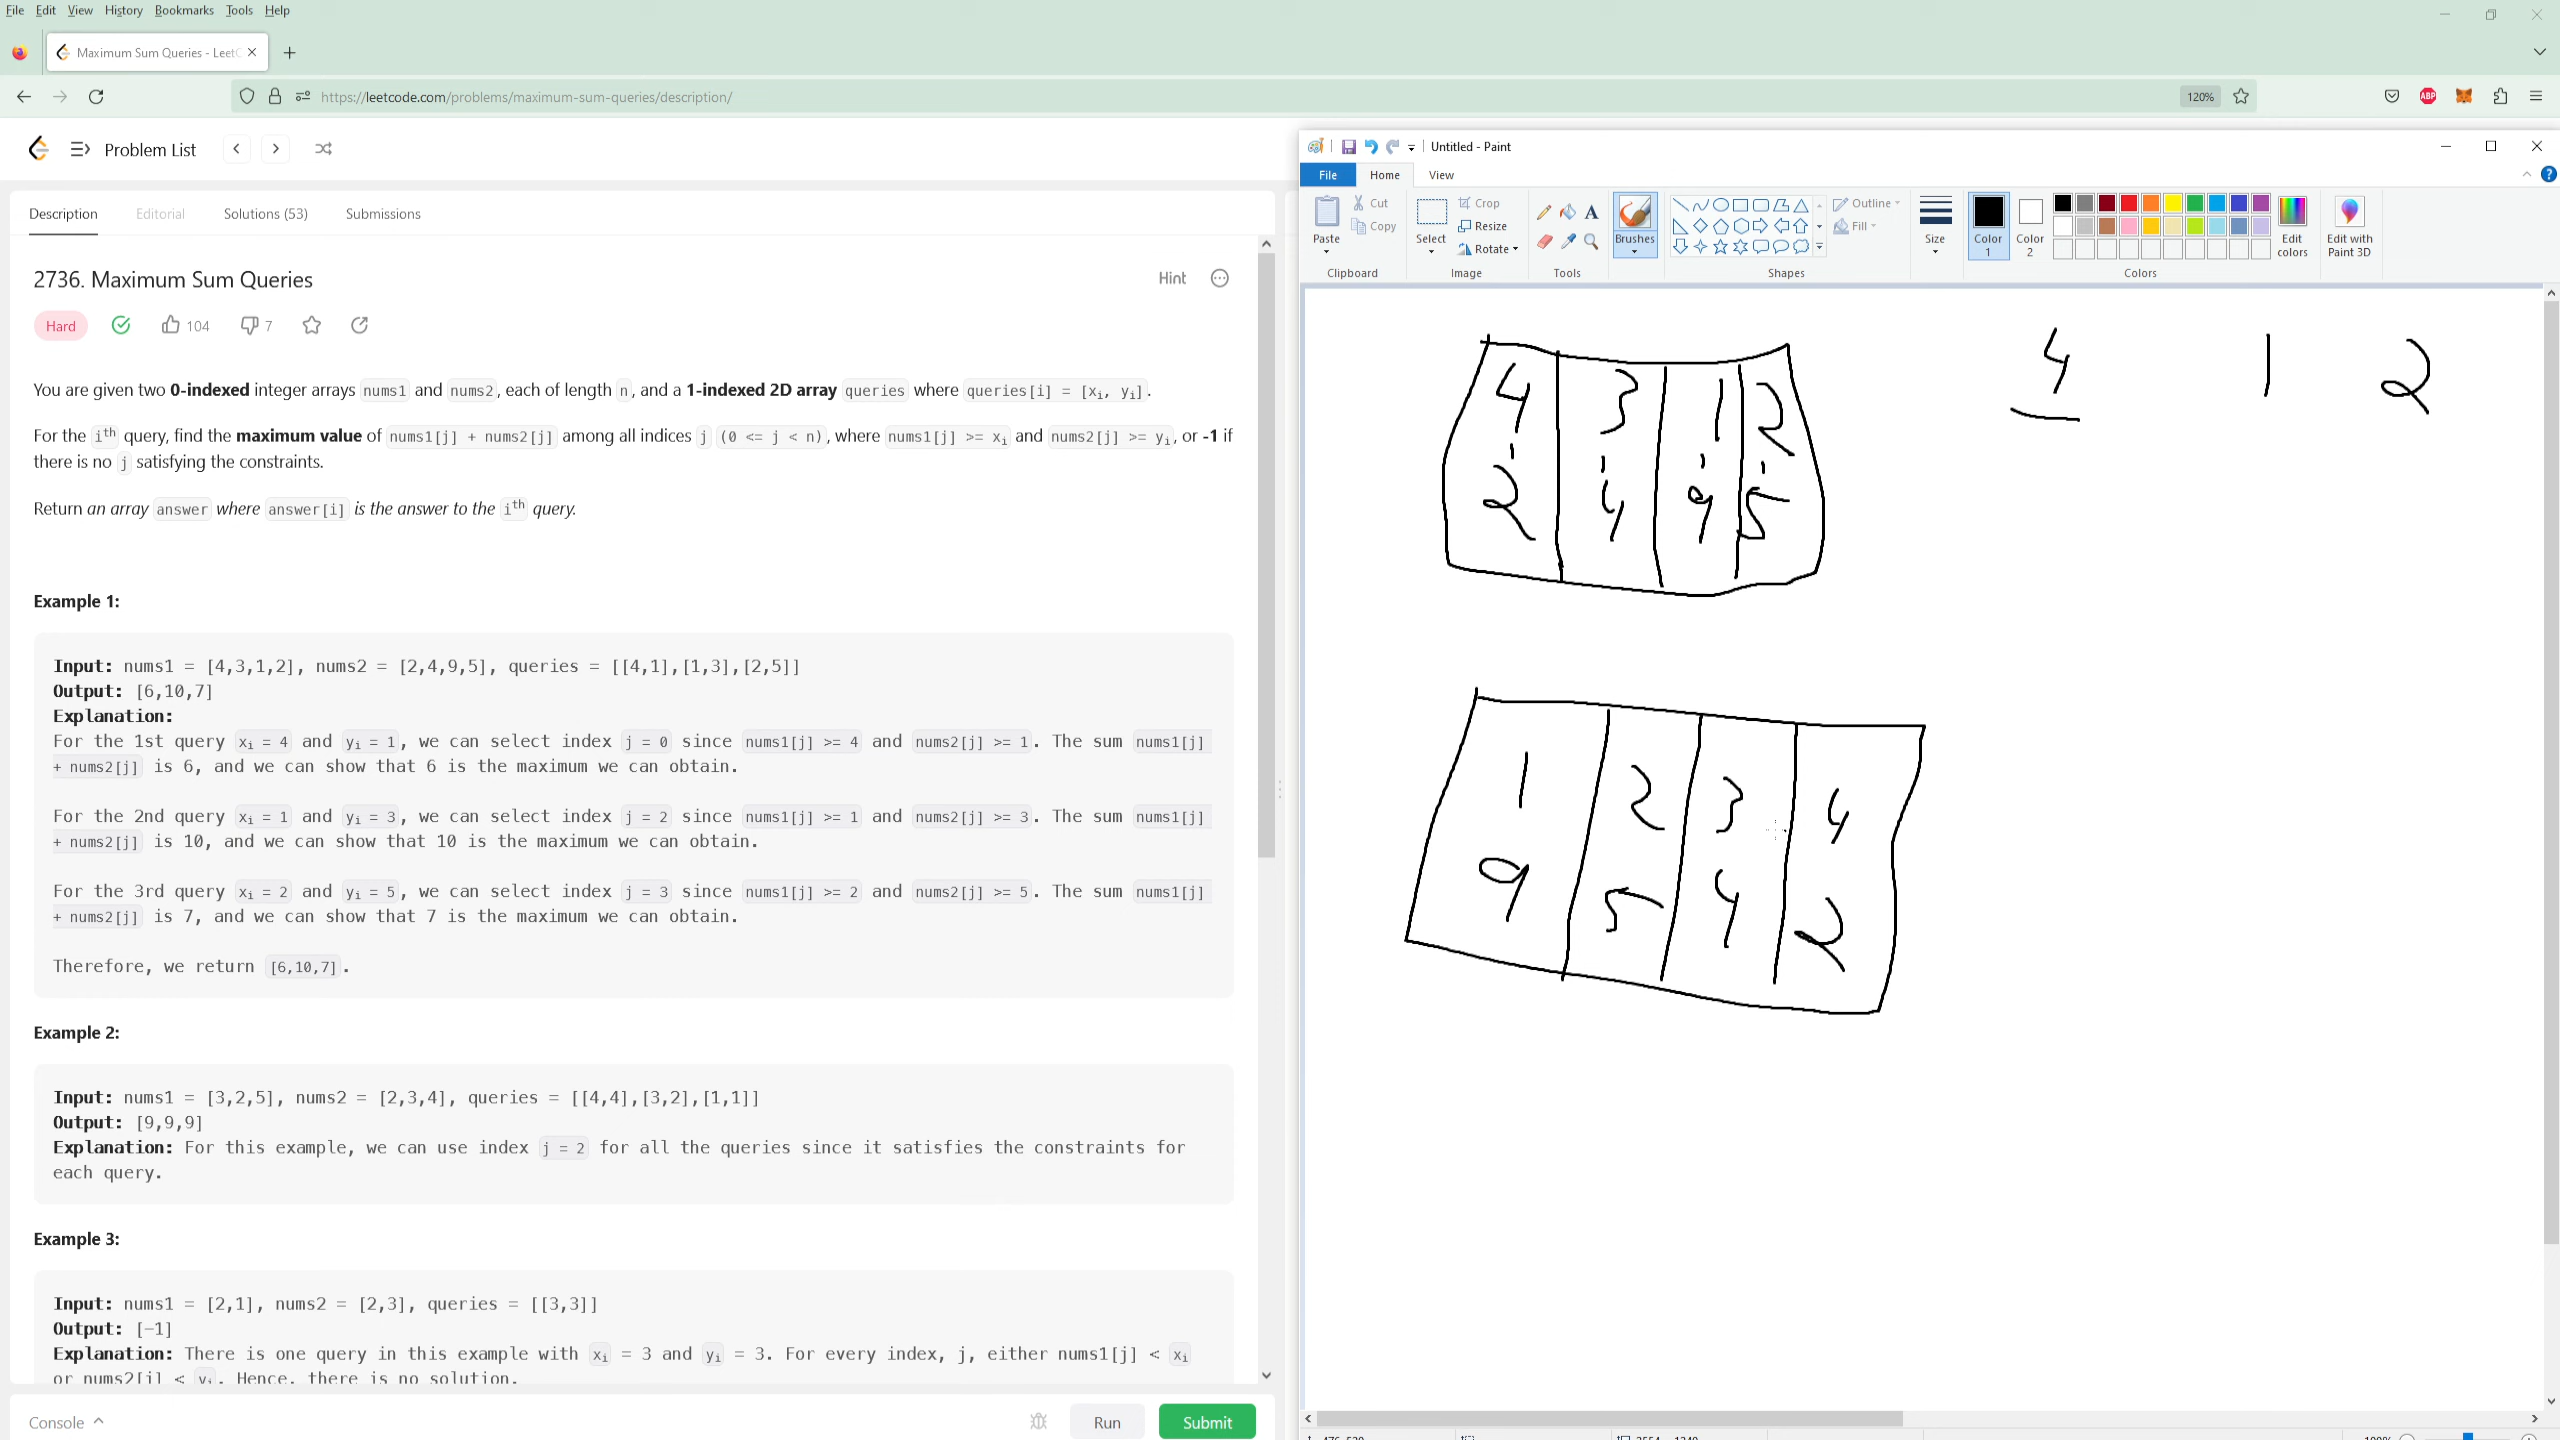 File Edit View History Bookmarks Tools Help
Maximum Sum Queries - LeetC
https://leetcode.com/problems/maximum-sum-queries/description/
120%
ABP
Problem List
Description Editorial Solutions (53) Submissions
2736. Maximum Sum Queries
Hint
Hard 104 7
You are given two 0-indexed integer arrays nums1 and nums2, each of length n, and a 1-indexed 2D array queries where queries[i] = [xi, yi].
For the ith query, find the maximum value of nums1[j] + nums2[j] among all indices j (0 <= j < n), where nums1[j] >= xi and nums2[j] >= yi, or -1 if
there is no j satisfying the constraints.
Return an array answer where answer[i] is the answer to the ith query.
Example 1:
Input: nums1 = [4,3,1,2], nums2 = [2,4,9,5], queries = [[4,1],[1,3],[2,5]]
Output: [6,10,7]
Explanation:
For the 1st query xi = 4 and yi = 1, we can select index j = 0 since nums1[j] >= 4 and nums2[j] >= 1. The sum nums1[j]
+ nums2[j] is 6, and we can show that 6 is the maximum we can obtain.
For the 2nd query xi = 1 and yi = 3, we can select index j = 2 since nums1[j] >= 1 and nums2[j] >= 3. The sum nums1[j]
+ nums2[j] is 10, and we can show that 10 is the maximum we can obtain.
For the 3rd query xi = 2 and yi = 5, we can select index j = 3 since nums1[j] >= 2 and nums2[j] >= 5. The sum nums1[j]
+ nums2[j] is 7, and we can show that 7 is the maximum we can obtain.
Therefore, we return [6,10,7].
Example 2:
Input: nums1 = [3,2,5], nums2 = [2,3,4], queries = [[4,4],[3,2],[1,1]]
Output: [9,9,9]
Explanation: For this example, we can use index j = 2 for all the queries since it satisfies the constraints for
each query.
Example 3:
Input: nums1 = [2,1], nums2 = [2,3], queries = [[3,3]]
Output: [-1]
Explanation: There is one query in this example with xi = 3 and yi = 3. For every index, j, either nums1[j] < xi
or nums2[j] < yi. Hence, there is no solution.
Console Run Submit
Untitled - Paint
File Home View
Paste Cut Copy Select Crop Resize Rotate A Brushes Outline Fill Size Color 1 Color 2 Edit colors Edit with Paint 3D
Clipboard Image Tools Shapes Colors
4 3 1 2
2 4 9 5
4 1 2
1 2 3 4
9 5 4 2